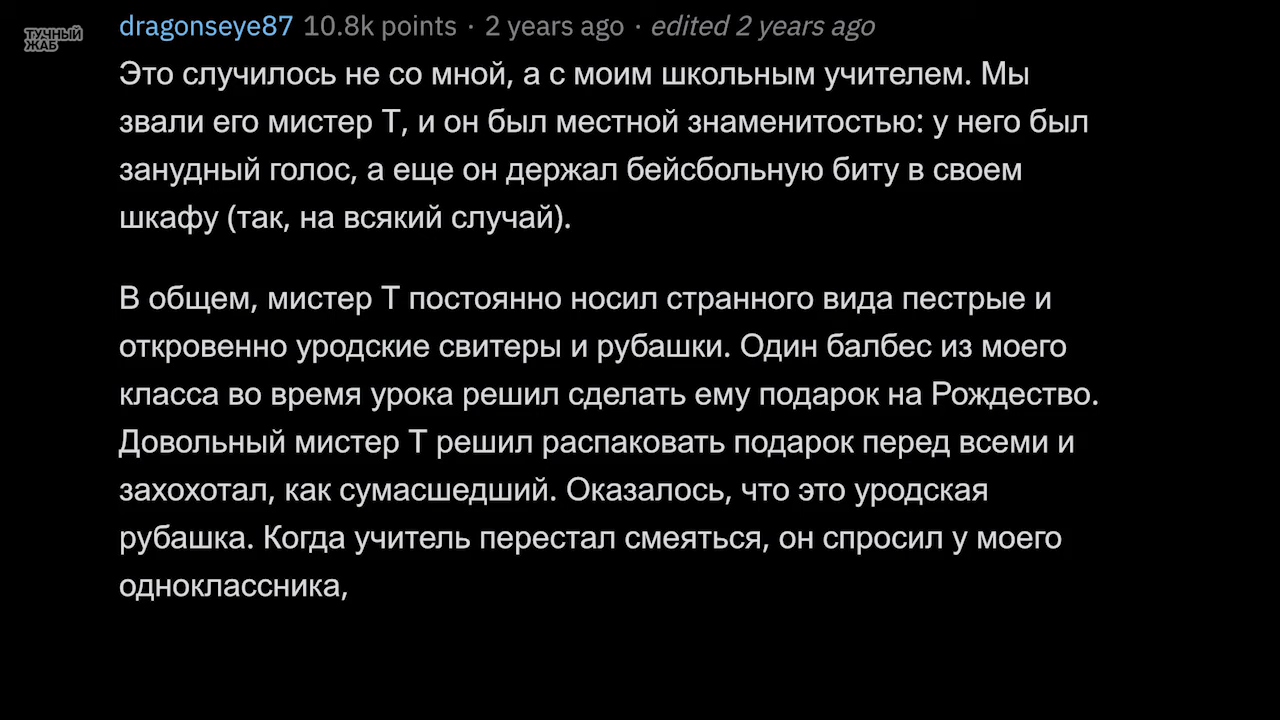 ТУЧНЫЙ
ЖАБ
dragonseye87 10.8k points · 2 years ago · edited 2 years ago
Это случилось не со мной, а с моим школьным учителем. Мы
звали его мистер Т, и он был местной знаменитостью: у него был
занудный голос, а еще он держал бейсбольную биту в своем
шкафу (так, на всякий случай).
В общем, мистер Т постоянно носил странного вида пестрые и
откровенно уродские свитеры и рубашки. Один балбес из моего
класса во время урока решил сделать ему подарок на Рождество.
Довольный мистер Т решил распаковать подарок перед всеми и
захохотал, как сумасшедший. Оказалось, что это уродская
рубашка. Когда учитель перестал смеяться, он спросил у моего
одноклассника,